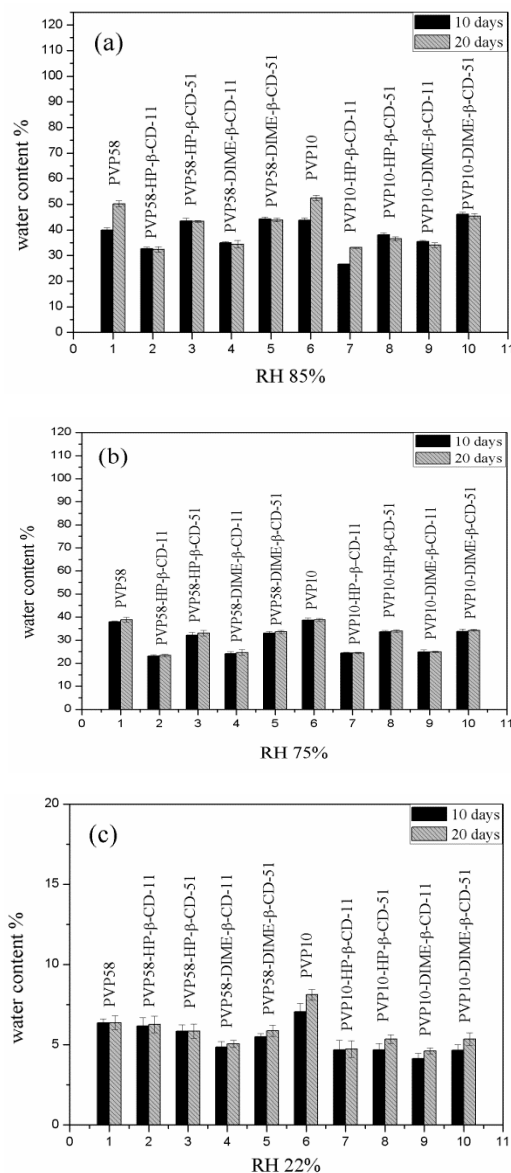 (a)
10 days
20 days
water content %
125
120
110
100
90
80
70
60
50
40
30
20
10
0
PVP58
PVP58-HP-β-CD-11
PVP58-HP-β-CD-51
PVP58-DIME-β-CD-11
PVP58-DIME-β-CD-51
PVP10
PVP10-HP-β-CD-11
PVP10-HP-β-CD-51
PVP10-DIME-β-CD-11
PVP10-DIME-β-CD-51
0 1 2 3 4 5 6 7 8 9 10 11
RH 85%
(b)
10 days
20 days
water content %
120
110
100
90
80
70
60
50
40
30
20
10
0
PVP58
PVP58-HP-β-CD-11
PVP58-HP-β-CD-51
PVP58-DIME-β-CD-11
PVP58-DIME-β-CD-51
PVP10
PVP10-HP-β-CD-11
PVP10-HP-β-CD-51
PVP10-DIME-β-CD-11
PVP10-DIME-β-CD-51
0 1 2 3 4 5 6 7 8 9 10 11
RH 75%
(c)
10 days
20 days
water content %
20
15
10
5
0
PVP58
PVP58-HP-β-CD-11
PVP58-HP-β-CD-51
PVP58-DIME-β-CD-11
PVP58-DIME-β-CD-51
PVP10
PVP10-HP-β-CD-11
PVP10-HP-β-CD-51
PVP10-DIME-β-CD-11
PVP10-DIME-β-CD-51
0 1 2 3 4 5 6 7 8 9 10 11
RH 22%